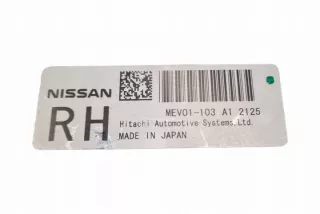 NISSAN
RH
MEV01-103 A1 2125
Hitachi Automotive Systems,Ltd.
MADE IN JAPAN